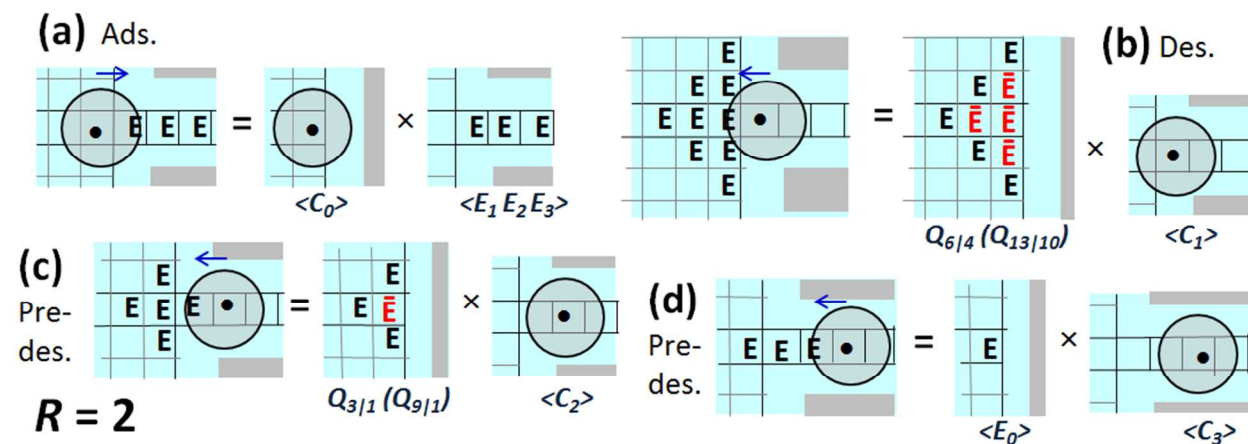 (a) Ads.
E E E = × E E E
<C₀> <E₁ E₂ E₃>
E
E E
E E E
E E
E
=
E
E Ē
E Ē Ē
E Ē
E
Q₆|₄ (Q₁₃|₁₀)
(b) Des.
×
<C₁>
(c)
Pre-
des.
E
E E E
E
=
E
E Ē
E
Q₃|₁ (Q₉|₁)
×
<C₂>
R = 2
(d)
Pre-
des.
E E E = E ×
<E₀> <C₃>